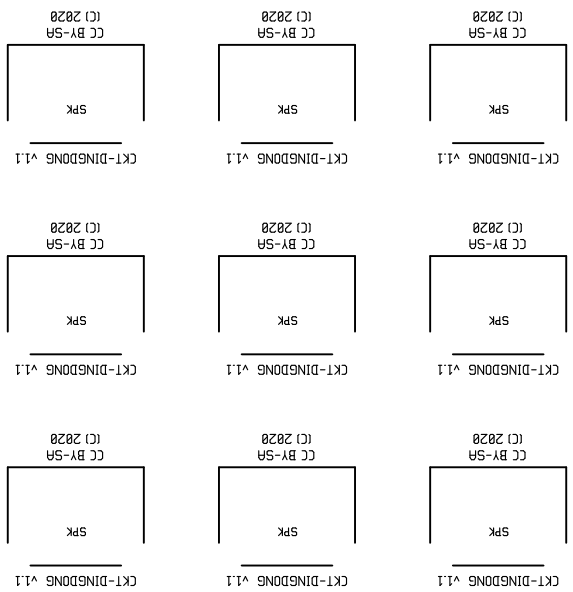 CKT-DINGDONG v1.1
SPK
CC BY-SA
(C) 2020
CKT-DINGDONG v1.1
SPK
CC BY-SA
(C) 2020
CKT-DINGDONG v1.1
SPK
CC BY-SA
(C) 2020
CKT-DINGDONG v1.1
SPK
CC BY-SA
(C) 2020
CKT-DINGDONG v1.1
SPK
CC BY-SA
(C) 2020
CKT-DINGDONG v1.1
SPK
CC BY-SA
(C) 2020
CKT-DINGDONG v1.1
SPK
CC BY-SA
(C) 2020
CKT-DINGDONG v1.1
SPK
CC BY-SA
(C) 2020
CKT-DINGDONG v1.1
SPK
CC BY-SA
(C) 2020